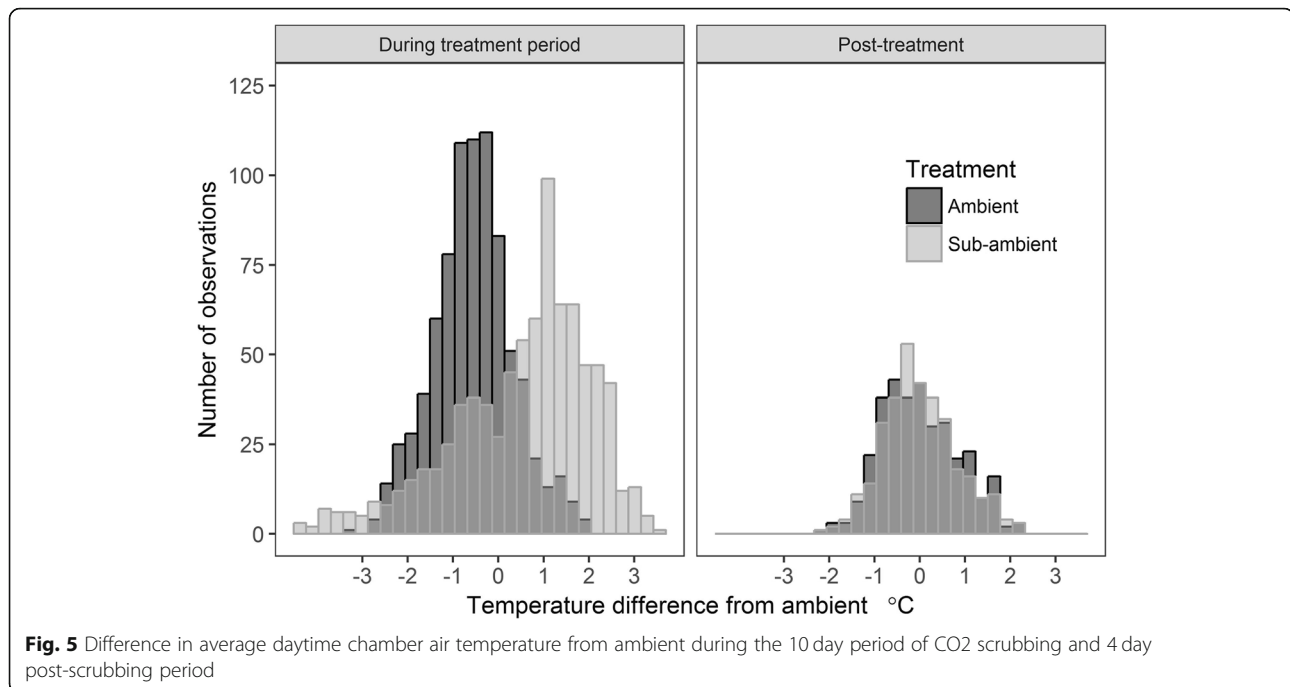 During treatment period
Post-treatment
125
100
75
50
25
0
Number of observations
Treatment
Ambient
Sub-ambient
-3 -2 -1 0 1 2 3
-3 -2 -1 0 1 2 3
Temperature difference from ambient °C
Fig. 5 Difference in average daytime chamber air temperature from ambient during the 10 day period of CO2 scrubbing and 4 day
post-scrubbing period